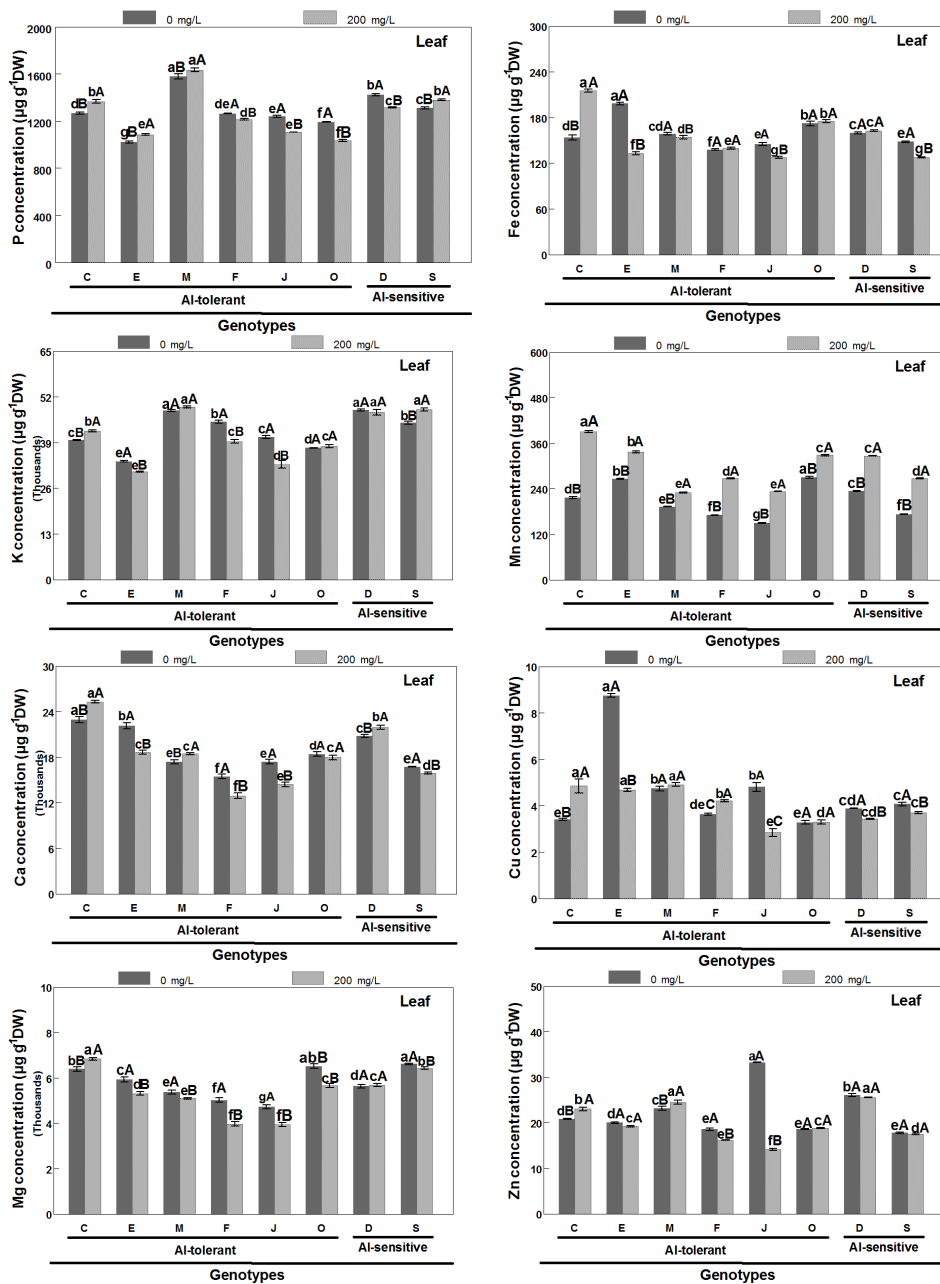 0 mg/L 200 mg/L
Leaf
P concentration (µg g⁻¹DW)
2000
1600
1200
800
400
0
dB bA gB eA aB aA deA dB eA eB fA fB bA cB cB bA
C E M F J O D S
Al-tolerant Al-sensitive
Genotypes
0 mg/L 200 mg/L
Leaf
Fe concentration (µg g⁻¹DW)
300
240
180
120
60
0
dB aA aA fB cdA dB fA eA eA gB bA bA cA cA eA gB
C E M F J O D S
Al-tolerant Al-sensitive
Genotypes
0 mg/L 200 mg/L
Leaf
K concentration (µg g⁻¹DW)
(Thousands)
65
52
39
26
13
0
cB bA eA eB aA aA bA cB cA dB dA cA aA aA bB aA
C E M F J O D S
Al-tolerant Al-sensitive
Genotypes
0 mg/L 200 mg/L
Leaf
Mn concentration (µg g⁻¹DW)
600
480
360
240
120
0
dB aA bB bA eB eA fB dA gB eA aB cA cB cA fB dA
C E M F J O D S
Al-tolerant Al-sensitive
Genotypes
0 mg/L 200 mg/L
Leaf
Ca concentration (µg g⁻¹DW)
(Thousands)
30
24
18
12
6
0
aB aA bA cB eB cA fA fB eA eB dA cA cB bA eA dB
C E M F J O D S
Al-tolerant Al-sensitive
Genotypes
0 mg/L 200 mg/L
Leaf
Cu concentration (µg g⁻¹DW)
10
8
6
4
2
0
eB aA aA aB bA aA deC bA bA eC eA dA cdA cdB cA cB
C E M F J O D S
Al-tolerant Al-sensitive
Genotypes
0 mg/L 200 mg/L
Leaf
Mg concentration (µg g⁻¹DW)
(Thousands)
10
8
6
4
2
0
bB aA cA dB eA eB fA fB gA fB abB cB dA cA aA bB
C E M F J O D S
Al-tolerant Al-sensitive
Genotypes
0 mg/L 200 mg/L
Leaf
Zn concentration (µg g⁻¹DW)
50
40
30
20
10
0
dB bA dA cA cB aA eA eB aA fB eA cA bA aA eA dA
C E M F J O D S
Al-tolerant Al-sensitive
Genotypes